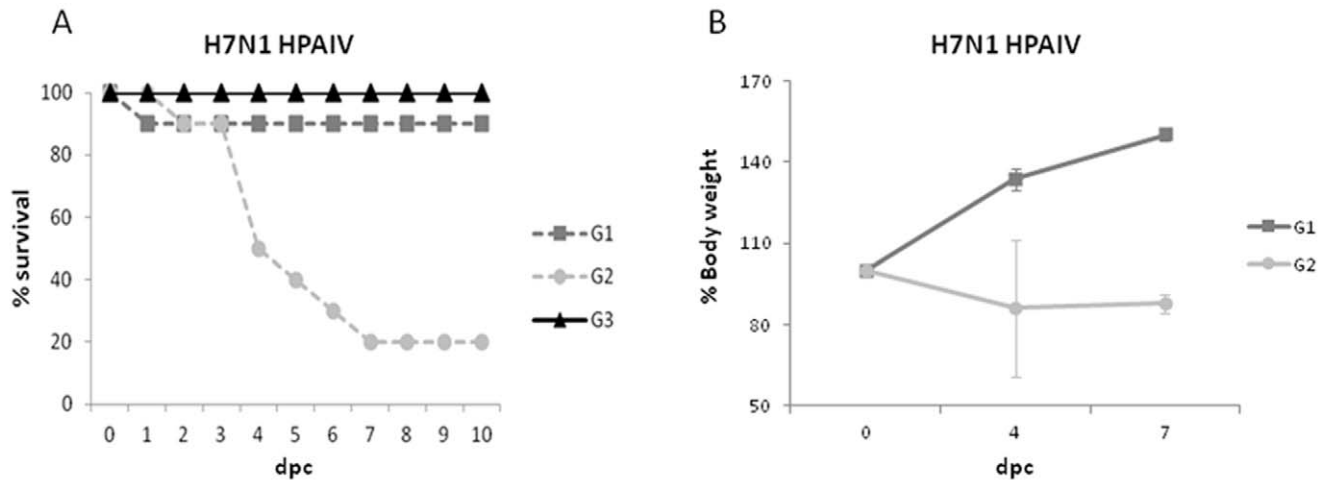 A
H7N1 HPAIV
% survival
100
80
60
40
20
0
0 1 2 3 4 5 6 7 8 9 10
dpc
G1
G2
G3
B
H7N1 HPAIV
% Body weight
170
140
110
80
50
0 4 7
dpc
G1
G2